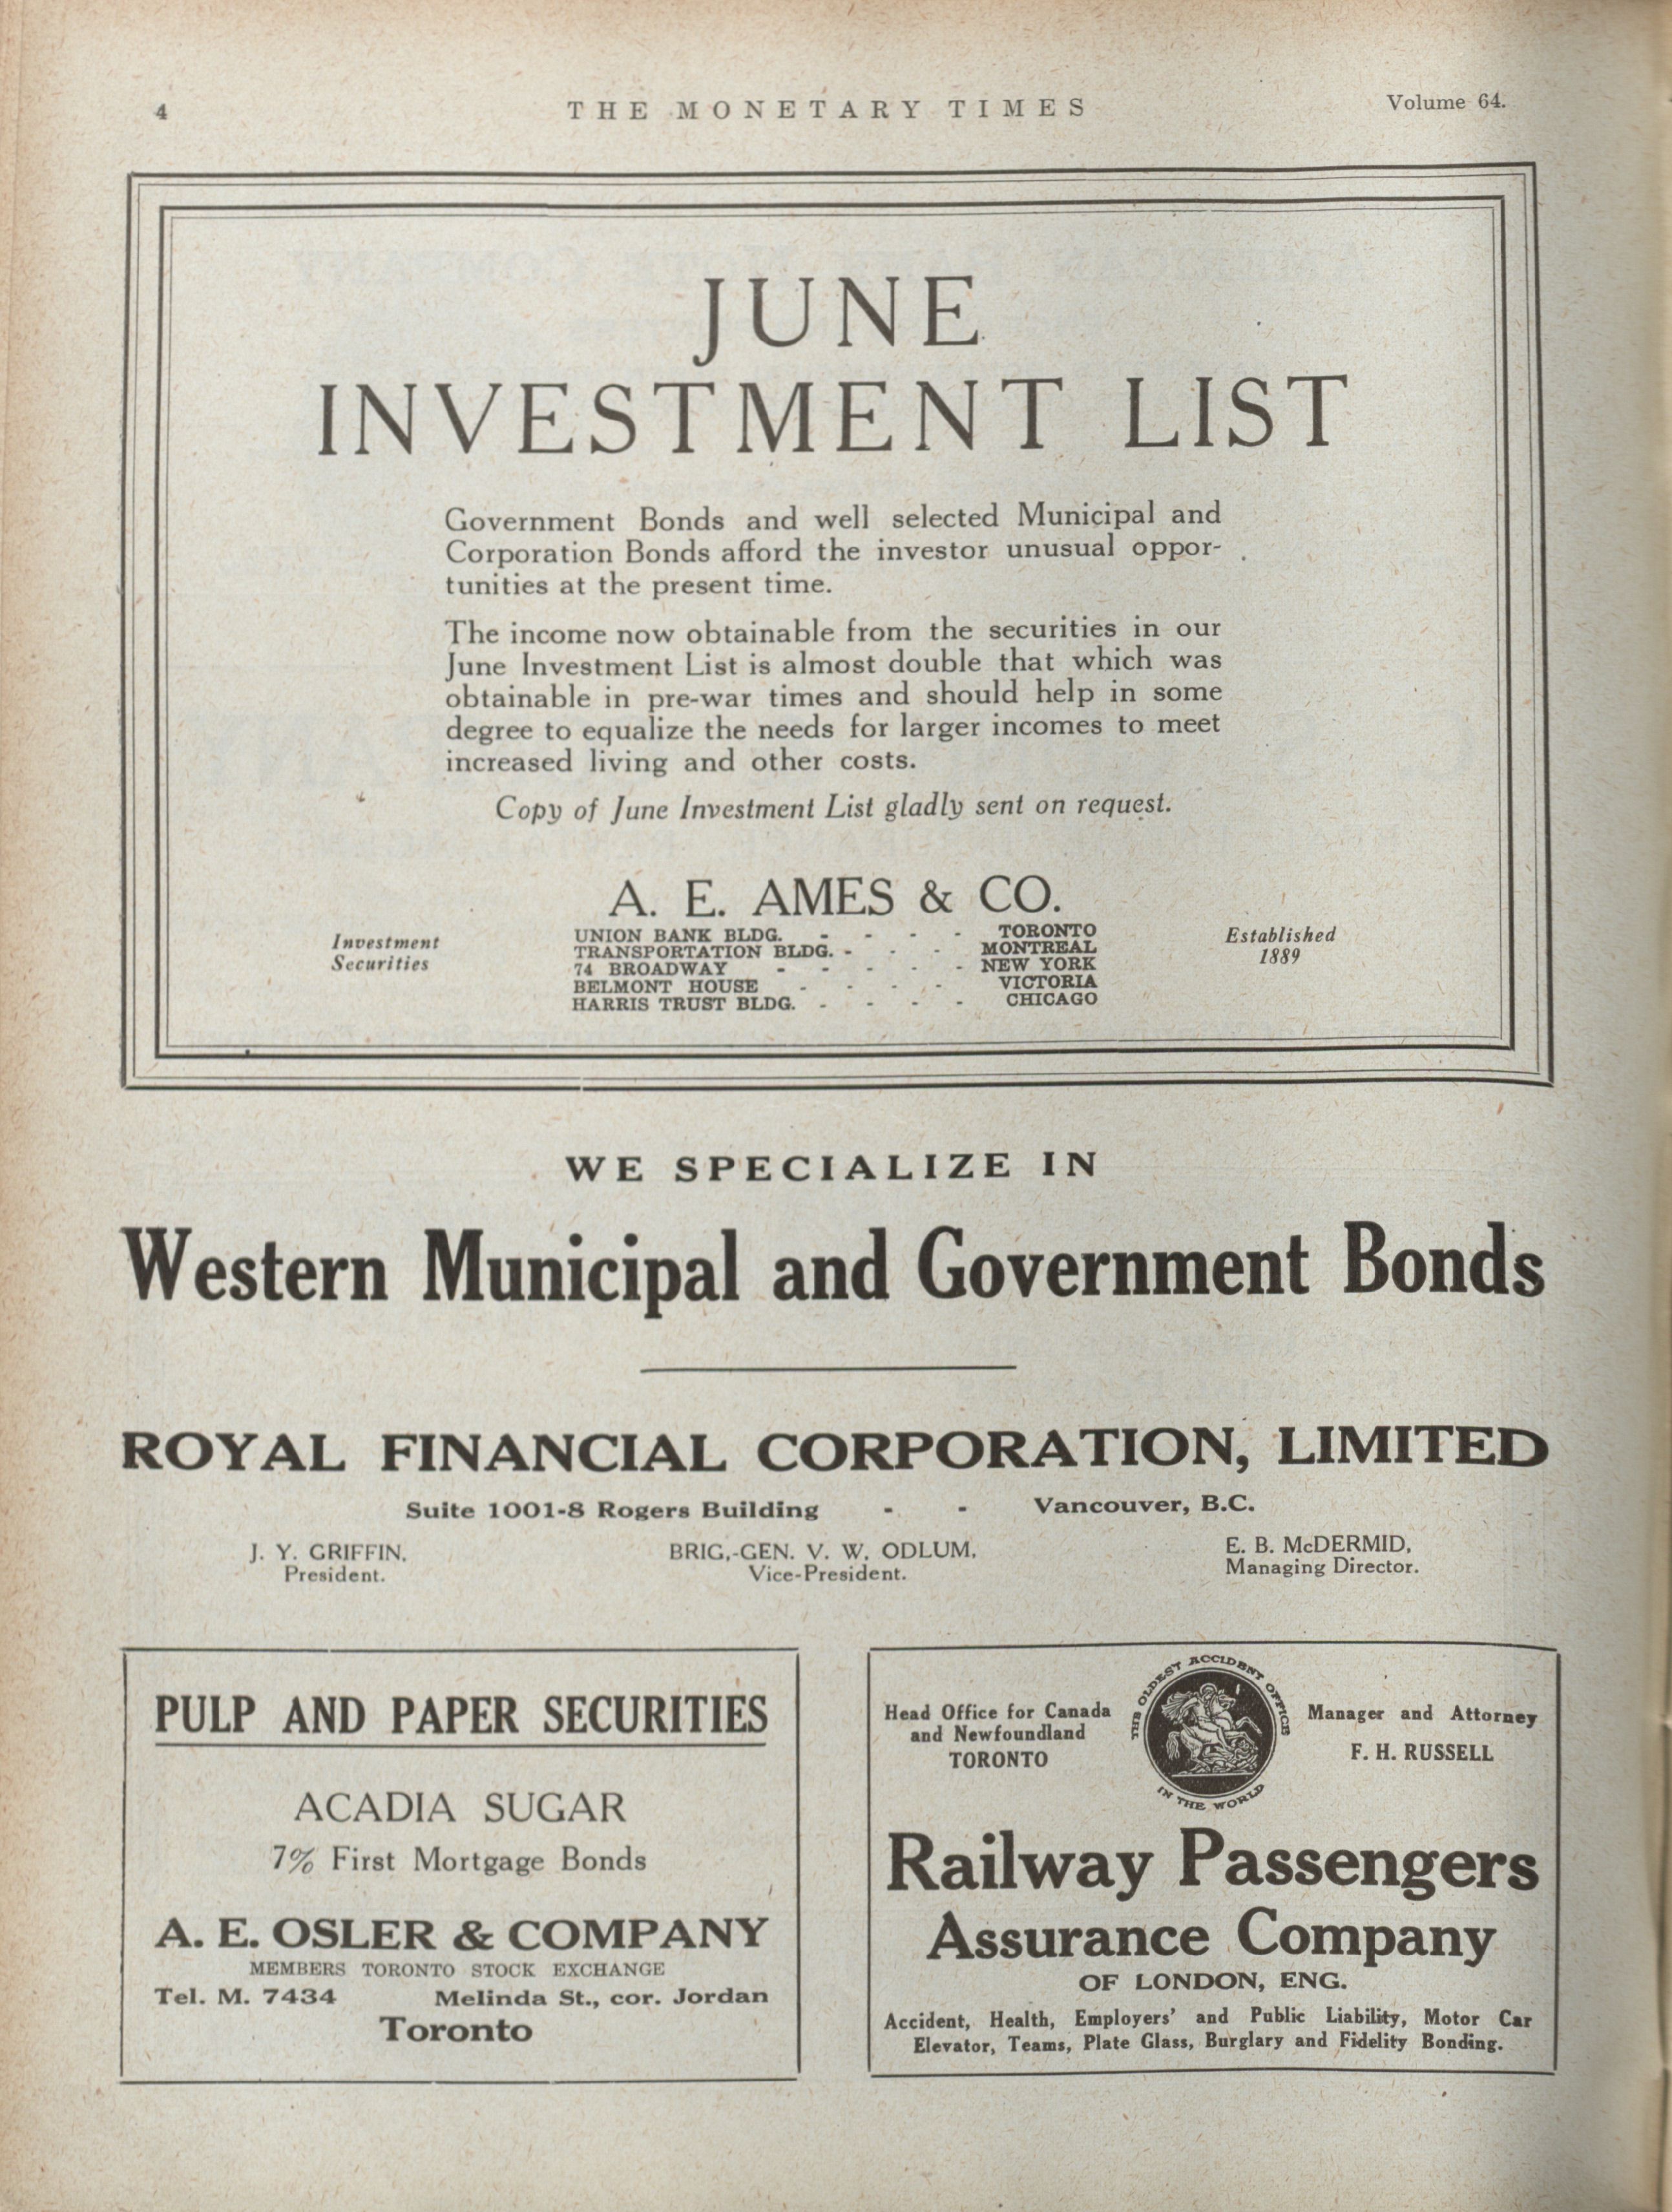 4
THE MONETARY TIMES
Volume 64.
JUNE
INVESTMENT LIST
Government Bonds and well selected Municipal and
Corporation Bonds afford the investor unusual oppor-
tunities at the present time.
The income now obtainable from the securities in our
June Investment List is almost double that which was
obtainable in pre-war times and should help in some
degree to equalize the needs for larger incomes to meet
increased living and other costs.
Copy of June Investment List gladly sent on request.
A. E. AMES & CO.
Investment
Securities
UNION BANK BLDG. - - - - TORONTO
TRANSPORTATION BLDG. - - - MONTREAL
74 BROADWAY - - - - - NEW YORK
BELMONT HOUSE - - - - VICTORIA
HARRIS TRUST BLDG. - - - - CHICAGO
Established
1889
WE SPECIALIZE IN
Western Municipal and Government Bonds
ROYAL FINANCIAL CORPORATION, LIMITED
Suite 1001-8 Rogers Building - - Vancouver, B.C.
J. Y. GRIFFIN,
President.
BRIG,-GEN. V. W. ODLUM,
Vice-President.
E. B. McDERMID,
Managing Director.
PULP AND PAPER SECURITIES
ACADIA SUGAR
7% First Mortgage Bonds
A. E. OSLER & COMPANY
MEMBERS TORONTO STOCK EXCHANGE
Tel. M. 7434 Melinda St., cor. Jordan
Toronto
Head Office for Canada
and Newfoundland
TORONTO
THE OLDEST ACCIDENT OFFICE
IN THE WORLD
Manager and Attorney
F. H. RUSSELL
Railway Passengers
Assurance Company
OF LONDON, ENG.
Accident, Health, Employers' and Public Liability, Motor Car
Elevator, Teams, Plate Glass, Burglary and Fidelity Bonding.